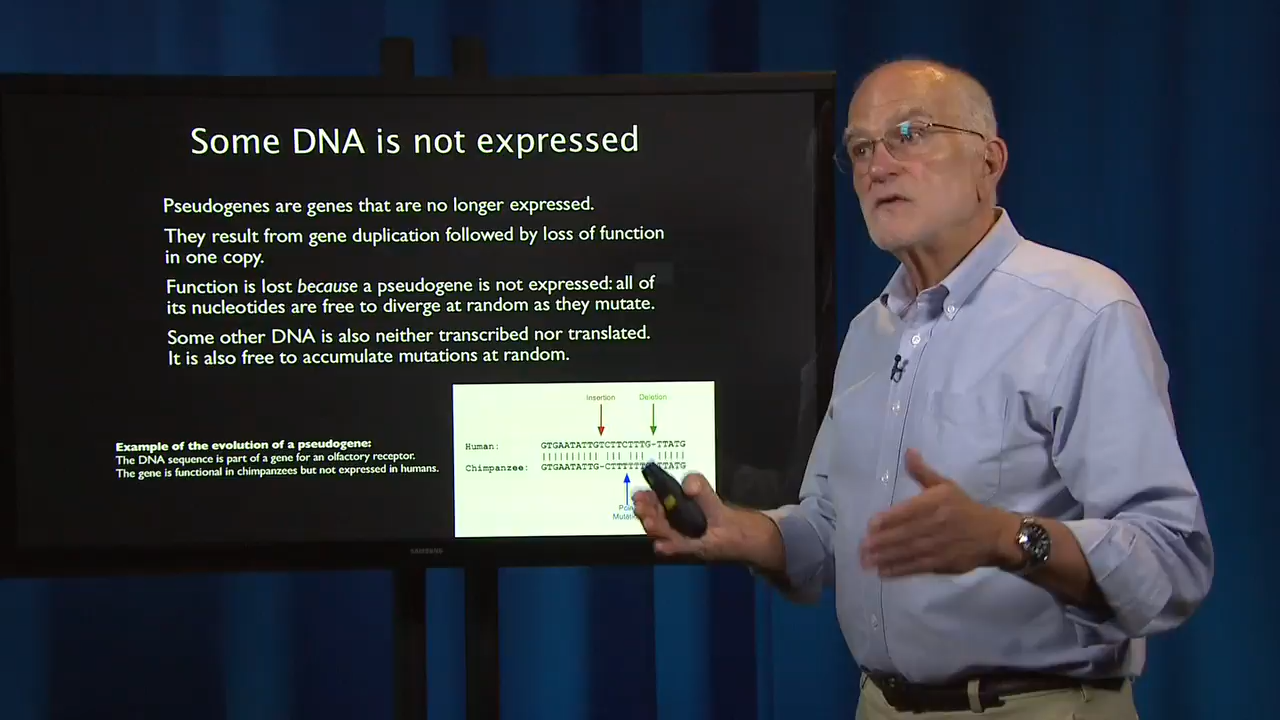 Some DNA is not expressed
Pseudogenes are genes that are no longer expressed.
They result from gene duplication followed by loss of function
in one copy.
Function is lost because a pseudogene is not expressed: all of
its nucleotides are free to diverge at random as they mutate.
Some other DNA is also neither transcribed nor translated.
It is also free to accumulate mutations at random.
Example of the evolution of a pseudogene:
The DNA sequence is part of a gene for an olfactory receptor.
The gene is functional in chimpanzees but not expressed in humans.
Insertion Deletion
Human: GTGAATATTGTCTTCTTTG-TTATG
Chimpanzee:
SAMSUNG